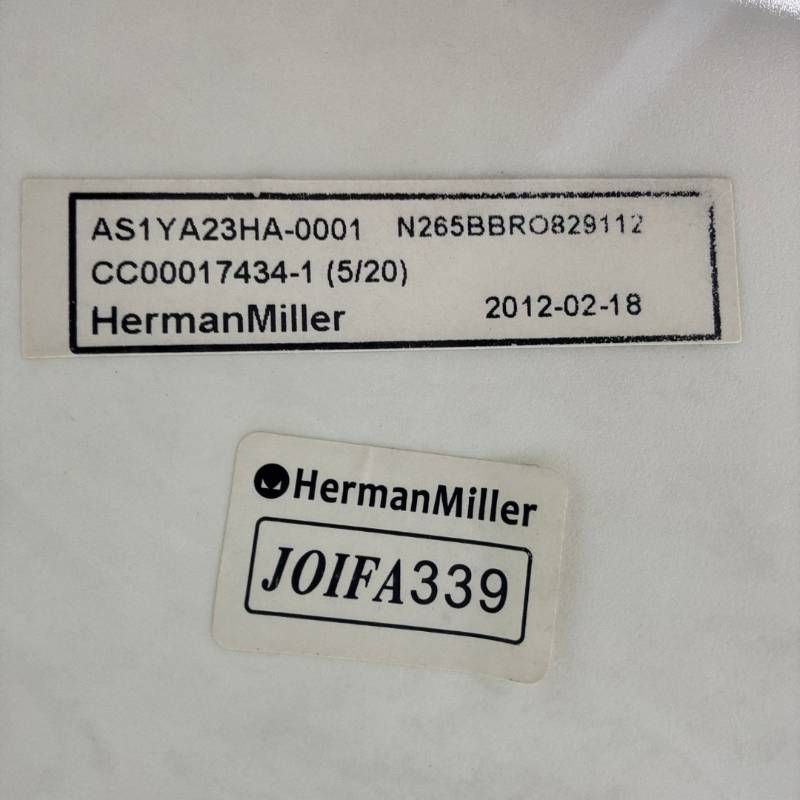 AS1YA23HA-0001 N265BBRO829112
CC00017434-1 (5/20)
HermanMiller 2012-02-18
HermanMiller
JOIFA339